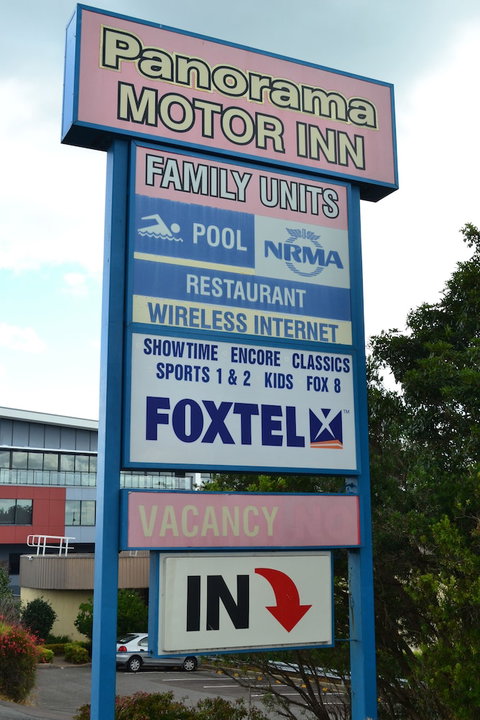 Panorama
MOTOR INN
FAMILY UNITS
POOL
NRMA
RESTAURANT
WIRELESS INTERNET
SHOWTIME ENCORE CLASSICS
SPORTS 1 & 2 KIDS FOX 8
FOXTEL ™
VACANCY
IN